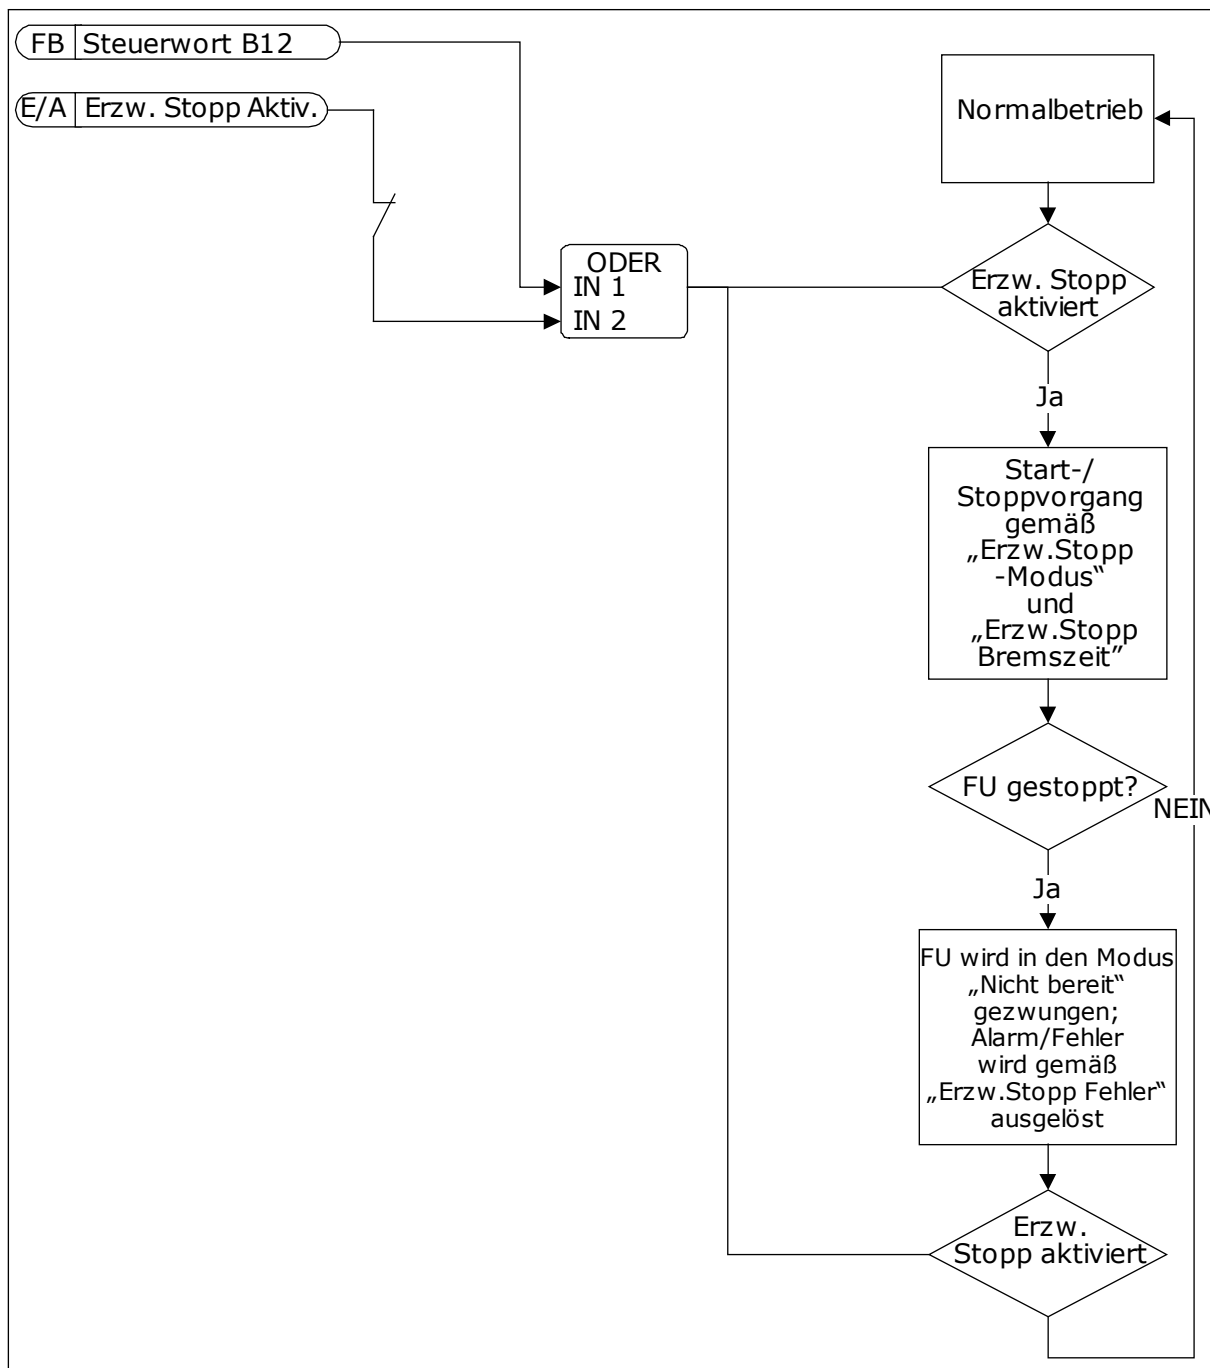 FB Steuerwort B12
E/A Erzw. Stopp Aktiv.
ODER
IN 1
IN 2
Normalbetrieb
Erzw. Stopp
aktiviert
Ja
Start-/
Stoppvorgang
gemäß
„Erzw.Stopp
-Modus“
und
„Erzw.Stopp
Bremszeit”
FU gestoppt?
NEIN
Ja
FU wird in den Modus
„Nicht bereit“
gezwungen;
Alarm/Fehler
wird gemäß
„Erzw.Stopp Fehler“
ausgelöst
Erzw.
Stopp aktiviert